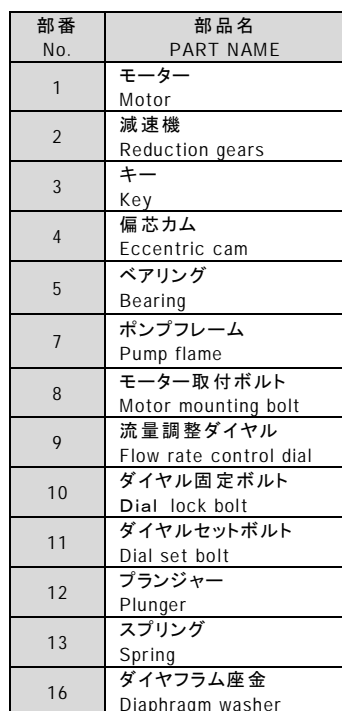 部番 部品名
No. PART NAME
1 モーター
Motor
2 減速機
Reduction gears
3 キー
Key
4 偏芯カム
Eccentric cam
5 ベアリング
Bearing
7 ポンプフレーム
Pump flame
8 モーター取付ボルト
Motor mounting bolt
9 流量調整ダイヤル
Flow rate control dial
10 ダイヤル固定ボルト
Dial lock bolt
11 ダイヤルセットボルト
Dial set bolt
12 プランジャー
Plunger
13 スプリング
Spring
16 ダイヤフラム座金
Diaphragm washer